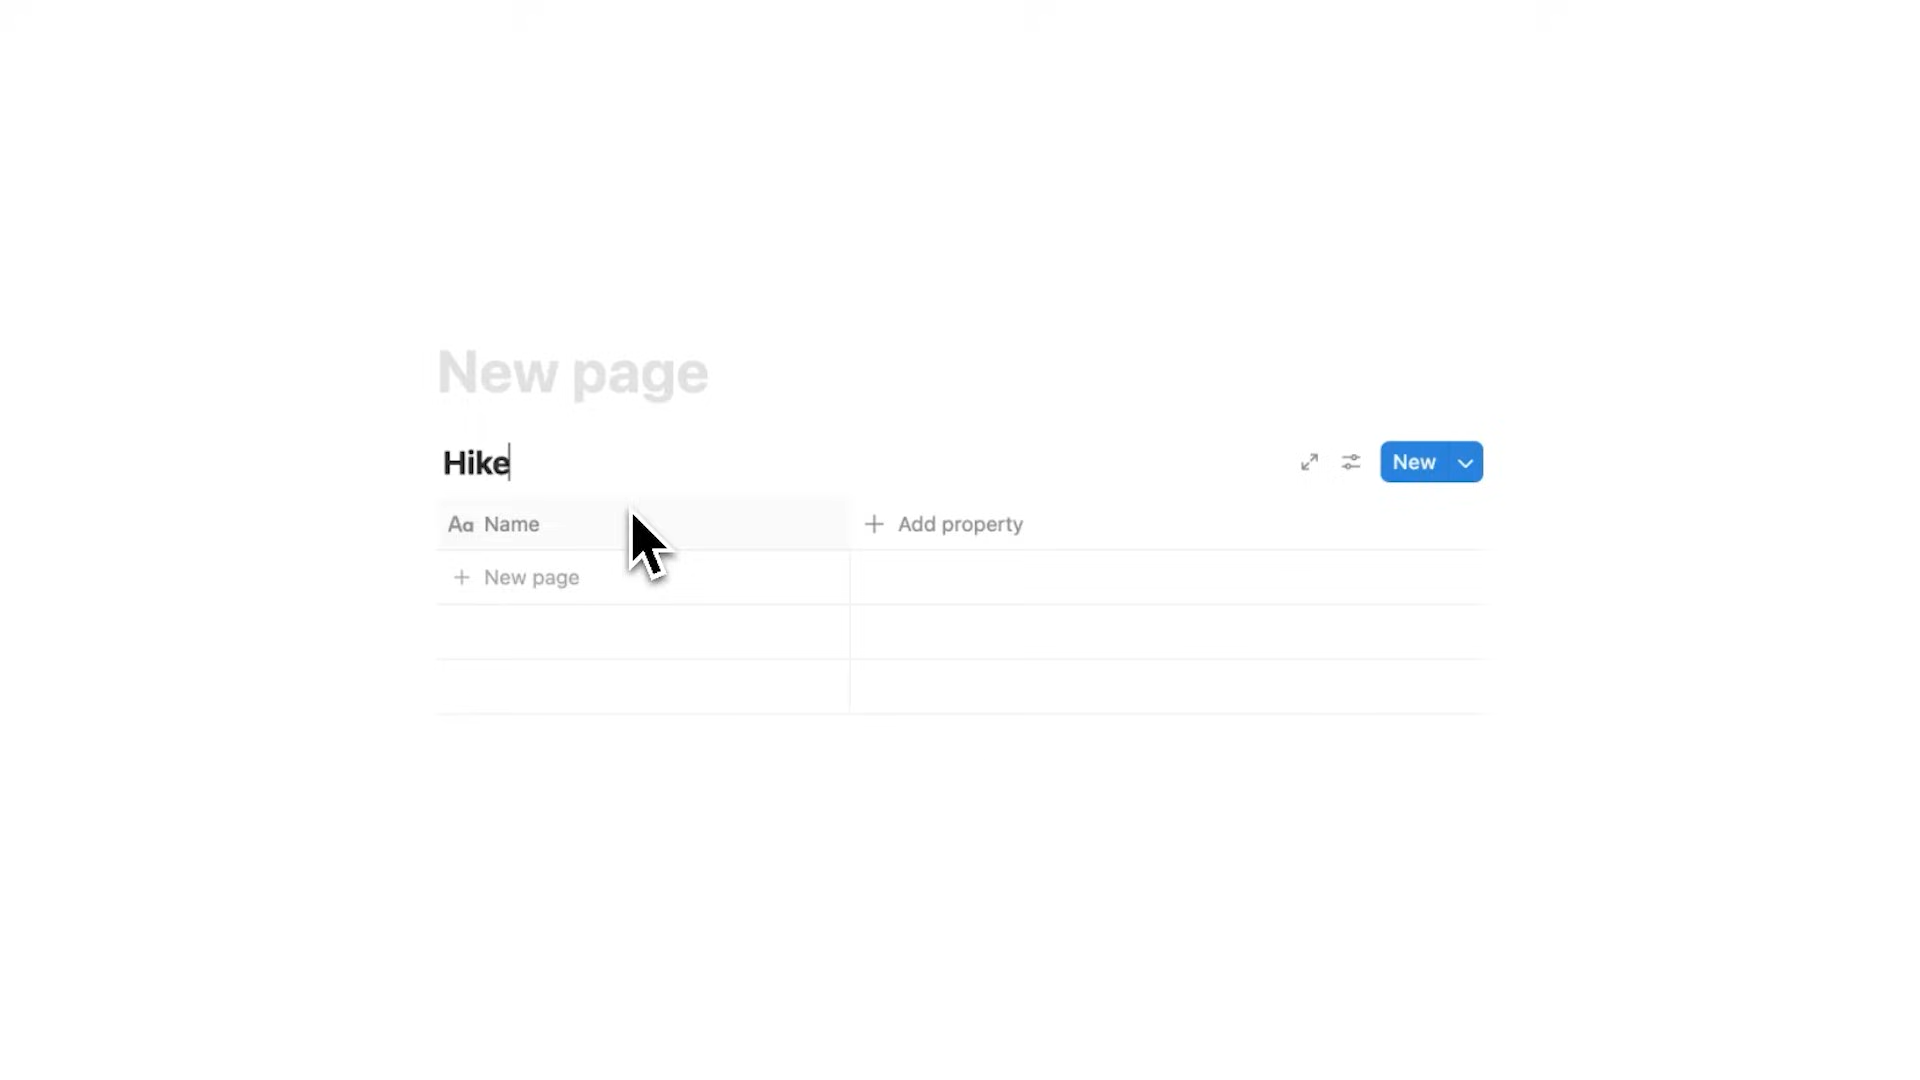 New page
Hike
New
Aa Name
+ Add property
+ New page